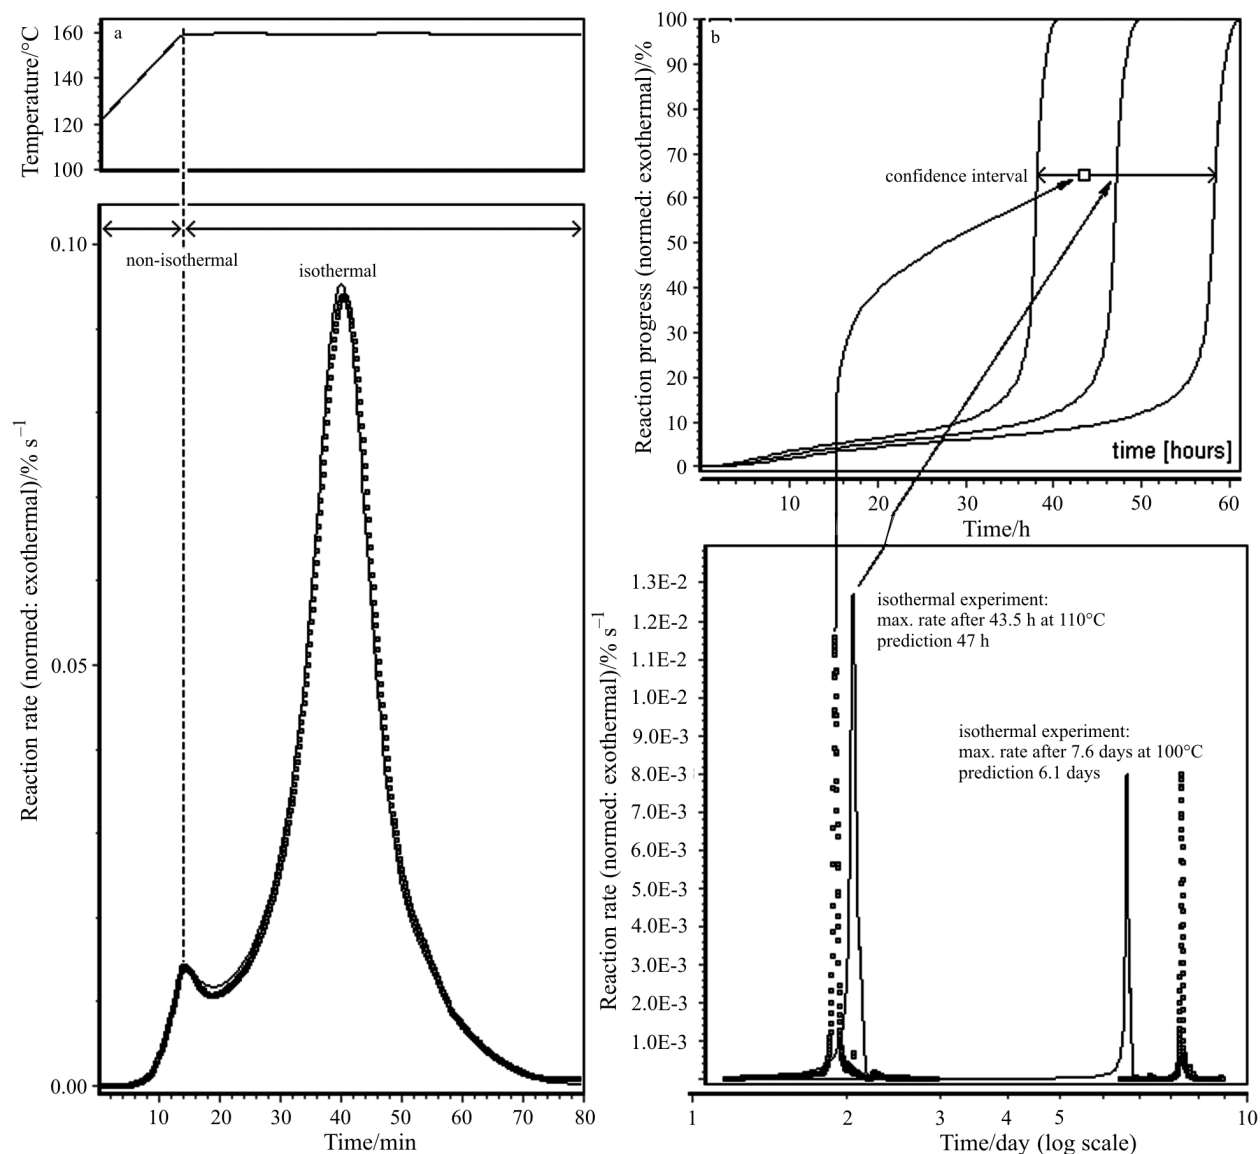 a
Temperature/°C
160
140
120
100
non-isothermal
isothermal
Reaction rate (normed: exothermal)/% s⁻¹
0.10
0.05
0.00
10
20
30
40
50
60
70
80
Time/min
b
Reaction progress (normed: exothermal)/%
100
90
80
70
60
50
40
30
20
10
0
confidence interval
time [hours]
10
20
30
40
50
60
Time/h
Reaction rate (normed: exothermal)/% s⁻¹
1.3E-2
1.2E-2
1.1E-2
1.0E-2
9.0E-3
8.0E-3
7.0E-3
6.0E-3
5.0E-3
4.0E-3
3.0E-3
2.0E-3
1.0E-3
isothermal experiment:
max. rate after 43.5 h at 110°C
prediction 47 h
isothermal experiment:
max. rate after 7.6 days at 100°C
prediction 6.1 days
1
2
3
4
5
10
Time/day (log scale)